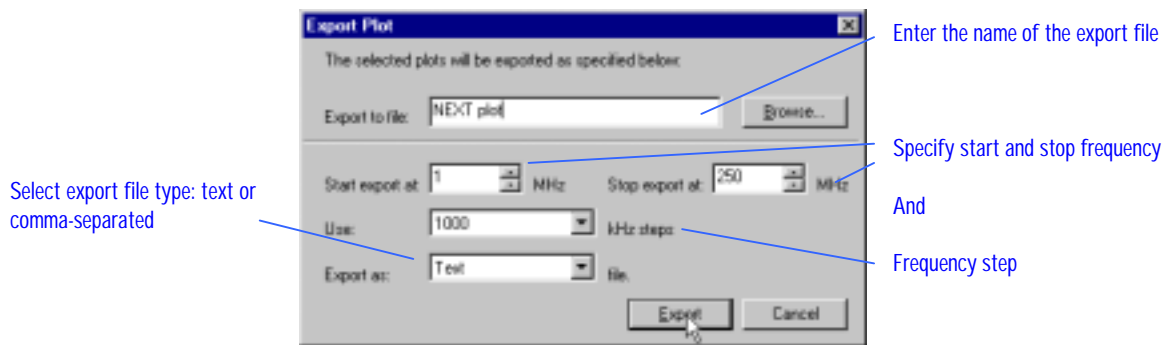 Export Plot
Enter the name of the export file
The selected plots will be exported as specified below:
Export to file: NEXT plot Browse...
Specify start and stop frequency
Start export at: 1 MHz Stop export at: 250 MHz
Select export file type: text or
comma-separated
And
Use: 1000 kHz steps
Frequency step
Export as: Text file.
Export Cancel